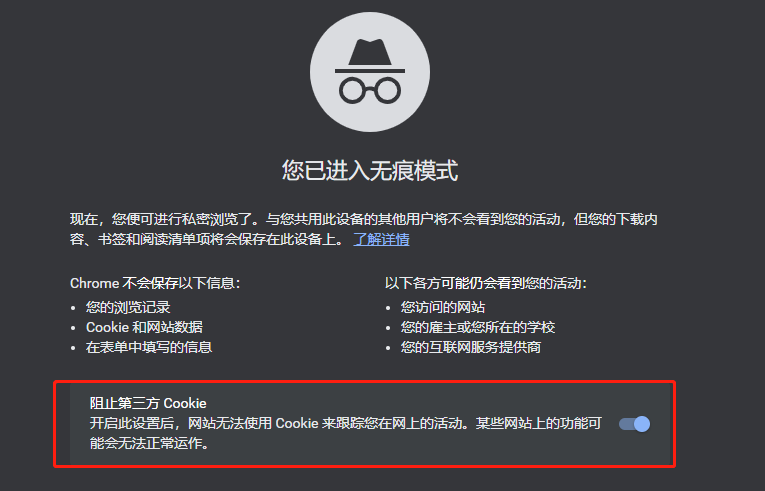 您已进入无痕模式
现在，您便可进行私密浏览了。与您共用此设备的其他用户将不会看到您的活动，但您的下载内
容、书签和阅读清单项将会保存在此设备上。 了解详情
Chrome 不会保存以下信息：
• 您的浏览记录
• Cookie 和网站数据
• 在表单中填写的信息
以下各方可能仍会看到您的活动：
• 您访问的网站
• 您的雇主或您所在的学校
• 您的互联网服务提供商
阻止第三方 Cookie
开启此设置后，网站无法使用 Cookie 来跟踪您在网上的活动。某些网站上的功能可
能会无法正常运作。